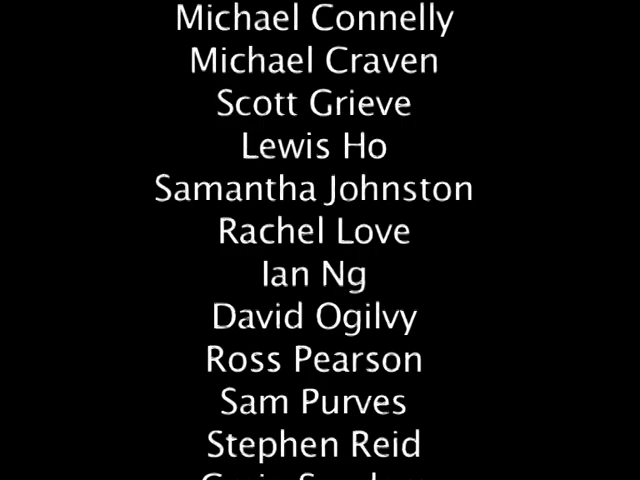 Michael Connelly
Michael Craven
Scott Grieve
Lewis Ho
Samantha Johnston
Rachel Love
Ian Ng
David Ogilvy
Ross Pearson
Sam Purves
Stephen Reid